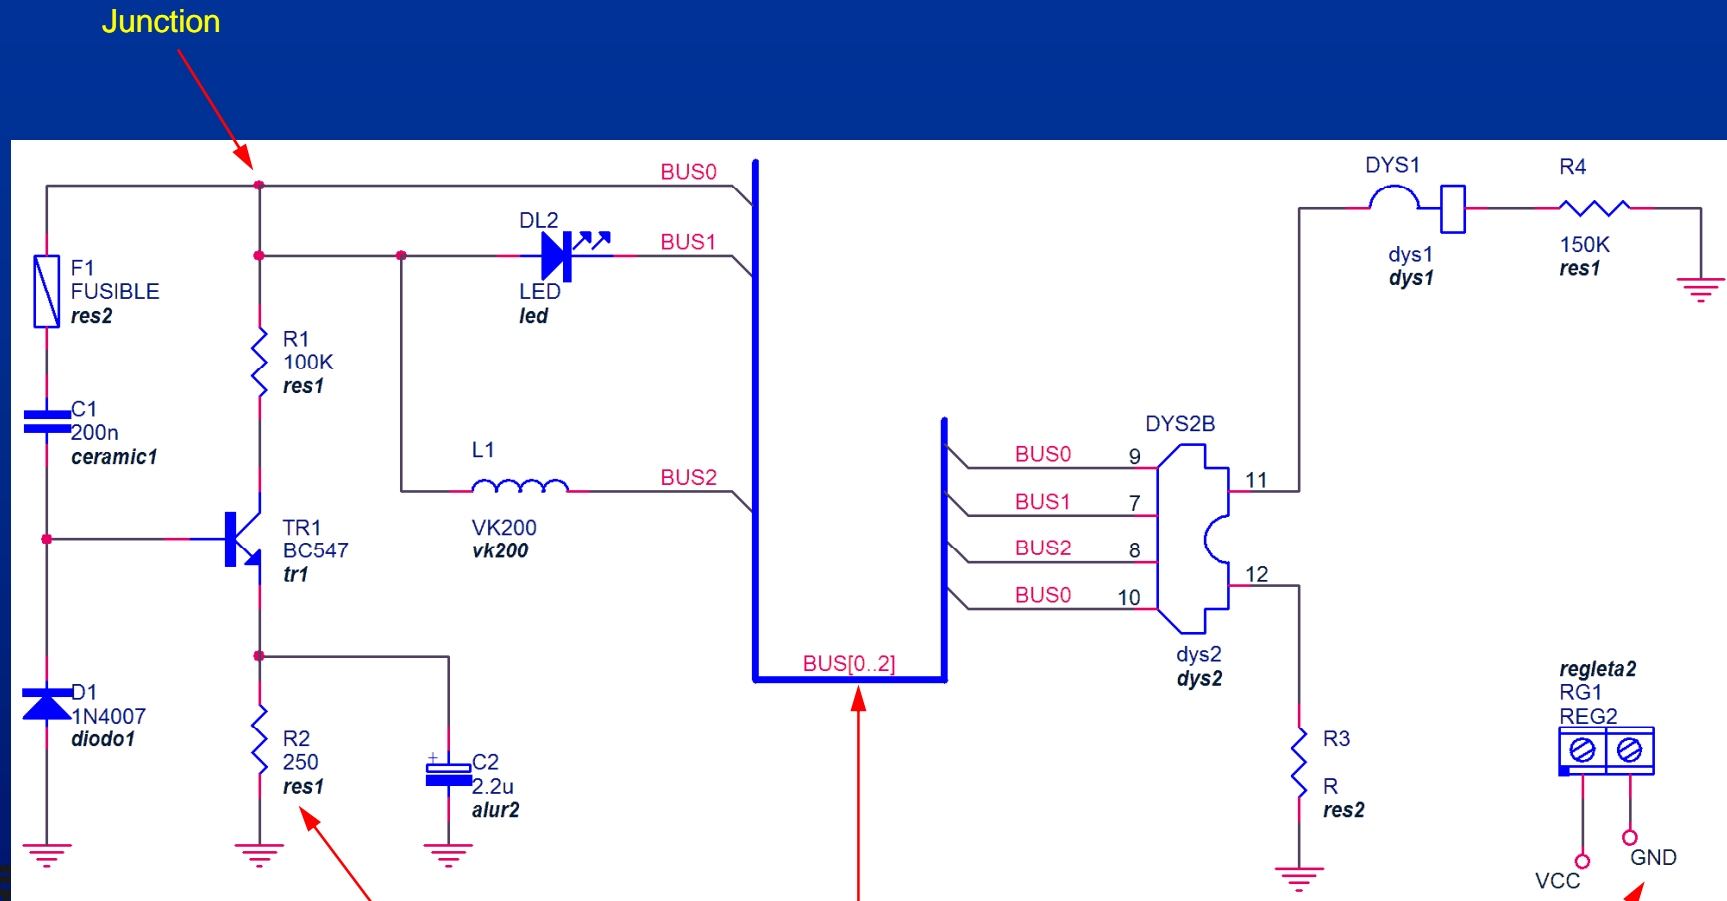 Junction
BUS0
DYS1
R4
DL2
BUS1
150K
res1
dys1
dys1
F1
FUSIBLE
res2
LED
led
R1
100K
res1
C1
200n
ceramic1
L1
BUS2
DYS2B
BUS0
9
11
BUS1
7
VK200
vk200
TR1
BC547
tr1
BUS2
8
12
BUS0
10
BUS[0..2]
dys2
dys2
regleta2
RG1
REG2
D1
1N4007
diodo1
R2
250
res1
+
C2
2.2u
alur2
R3
R
res2
GND
VCC